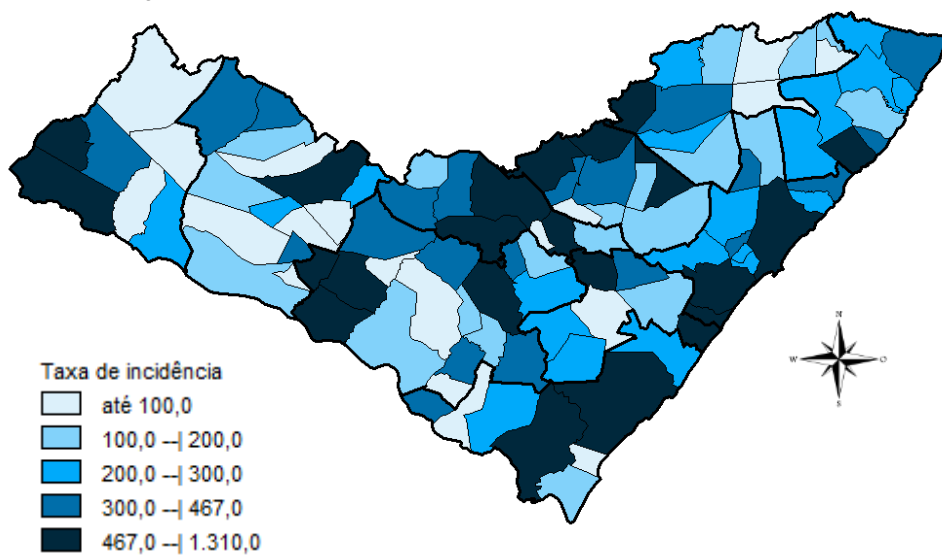 N
W
O
S
Taxa de incidência
até 100,0
100,0 --| 200,0
200,0 --| 300,0
300,0 --| 467,0
467,0 --| 1.310,0